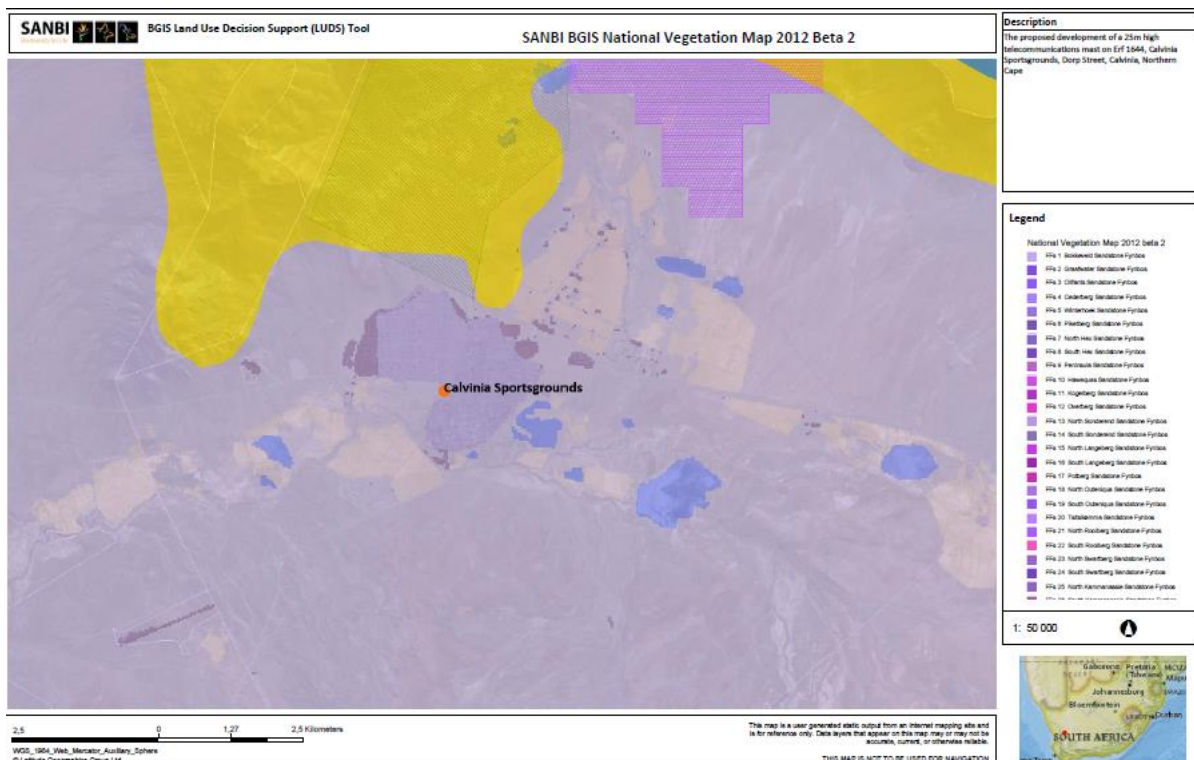 SANBI
BGIS Land Use Decision Support (LUDS) Tool
SANBI BGIS National Vegetation Map 2012 Beta 2
Description
The proposed development of a 25m high
telecommunications mast on Erf 1644, Calvinia
Sportsgrounds, Dorp Street, Calvinia, Northern
Cape
Calvinia Sportsgrounds
Legend
National Vegetation Map 2012 beta 2
FFs 1 Bokkeveld Sandstone Fynbos
FFs 2 Graafwater Sandstone Fynbos
FFs 3 Olifants Sandstone Fynbos
FFs 4 Cederberg Sandstone Fynbos
FFs 5 Winterhoek Sandstone Fynbos
FFs 6 Piketberg Sandstone Fynbos
FFs 7 North Hex Sandstone Fynbos
FFs 8 South Hex Sandstone Fynbos
FFs 9 Peninsula Sandstone Fynbos
FFs 10 Hawequas Sandstone Fynbos
FFs 11 Kogelberg Sandstone Fynbos
FFs 12 Overberg Sandstone Fynbos
FFs 13 North Sonderend Sandstone Fynbos
FFs 14 South Sonderend Sandstone Fynbos
FFs 15 North Langeberg Sandstone Fynbos
FFs 16 South Langeberg Sandstone Fynbos
FFs 17 Potberg Sandstone Fynbos
FFs 18 North Outeniqua Sandstone Fynbos
FFs 19 South Outeniqua Sandstone Fynbos
FFs 20 Tsitsikamma Sandstone Fynbos
FFs 21 North Rooiberg Sandstone Fynbos
FFs 22 South Rooiberg Sandstone Fynbos
FFs 23 North Swartberg Sandstone Fynbos
FFs 24 South Swartberg Sandstone Fynbos
FFs 25 North Kammanassie Sandstone Fynbos
1: 50 000
Gaborone Pretoria
(Tshwane)
Johannesburg
Bloemfontein
LESOTHO Durban
SOUTH AFRICA
2,5 0 1,27 2,5 Kilometers
WGS_1984_Web_Mercator_Auxiliary_Sphere
© Latitude Geographics Group Ltd.
This map is a user generated static output from an Internet mapping site and
is for reference only. Data layers that appear on this map may or may not be
accurate, current, or otherwise reliable.
THIS MAP IS NOT TO BE USED FOR NAVIGATION